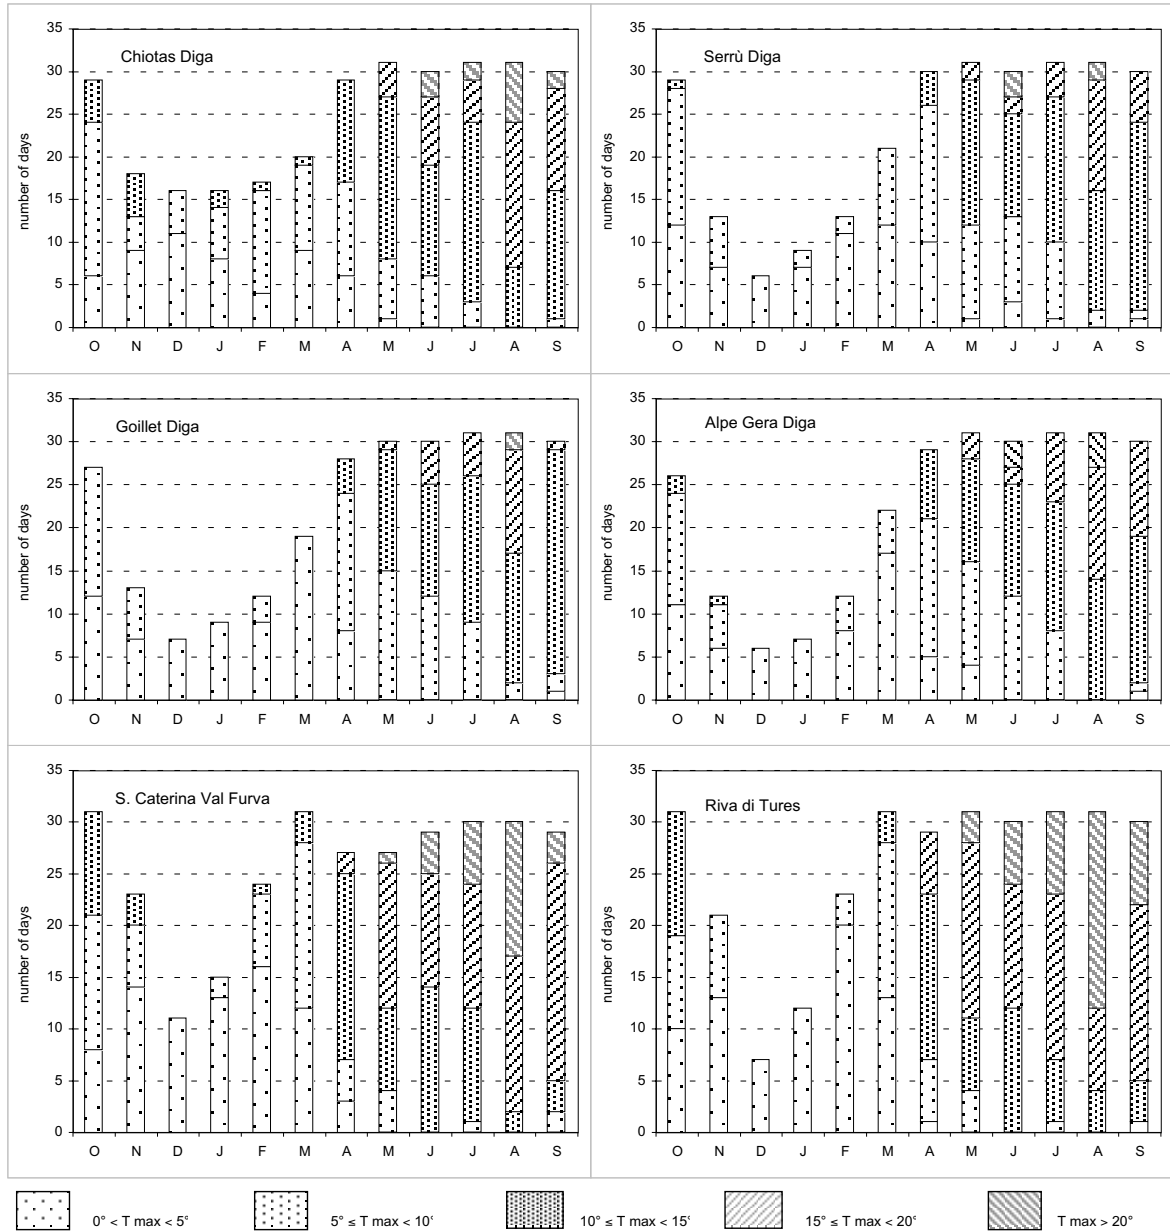 Chiotas Diga
number of days
35
30
25
20
15
10
5
0
O N D J F M A M J J A S
Serrù Diga
number of days
35
30
25
20
15
10
5
0
O N D J F M A M J J A S
Goillet Diga
number of days
35
30
25
20
15
10
5
0
O N D J F M A M J J A S
Alpe Gera Diga
number of days
35
30
25
20
15
10
5
0
O N D J F M A M J J A S
S. Caterina Val Furva
number of days
35
30
25
20
15
10
5
0
O N D J F M A M J J A S
Riva di Tures
number of days
35
30
25
20
15
10
5
0
O N D J F M A M J J A S
0° < T max < 5°
5° ≤ T max < 10°
10° ≤ T max < 15°
15° ≤ T max < 20°
T max > 20°